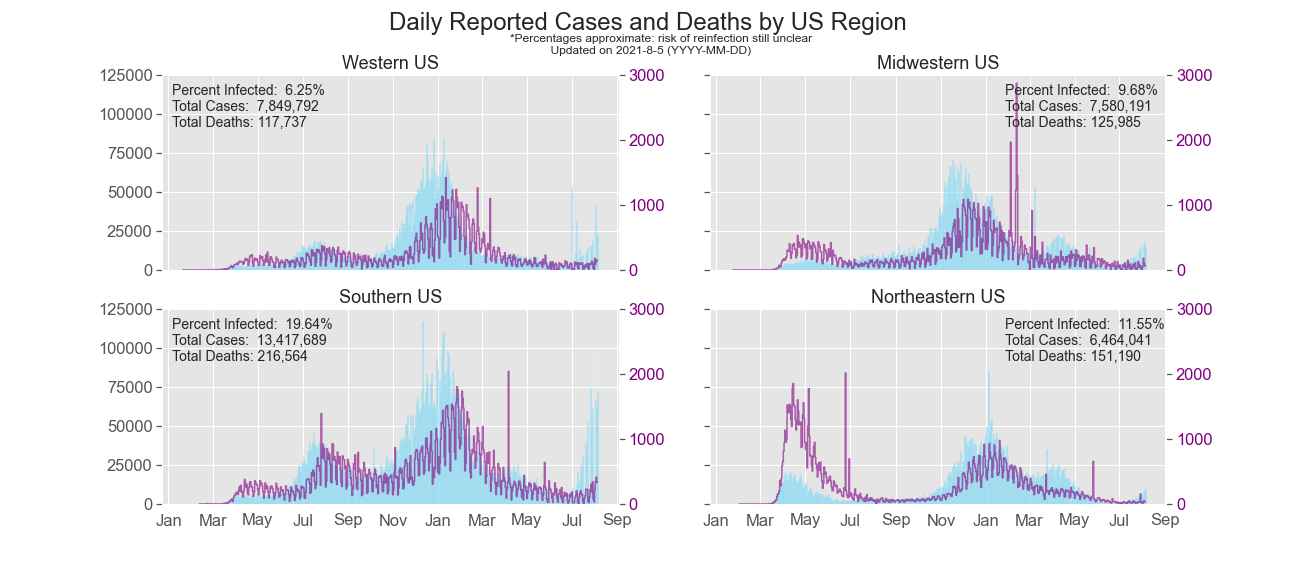 Daily Reported Cases and Deaths by US Region
*Percentages approximate: risk of reinfection still unclear
Updated on 2021-8-5 (YYYY-MM-DD)
Western US
125000
100000
75000
50000
25000
0
Percent Infected: 6.25%
Total Cases: 7,849,792
Total Deaths: 117,737
3000
2000
1000
0
Midwestern US
Percent Infected: 9.68%
Total Cases: 7,580,191
Total Deaths: 125,985
3000
2000
1000
0
Southern US
125000
100000
75000
50000
25000
0
Percent Infected: 19.64%
Total Cases: 13,417,689
Total Deaths: 216,564
3000
2000
1000
0
Jan Mar May Jul Sep Nov Jan Mar May Jul Sep
Northeastern US
Percent Infected: 11.55%
Total Cases: 6,464,041
Total Deaths: 151,190
3000
2000
1000
0
Jan Mar May Jul Sep Nov Jan Mar May Jul Sep